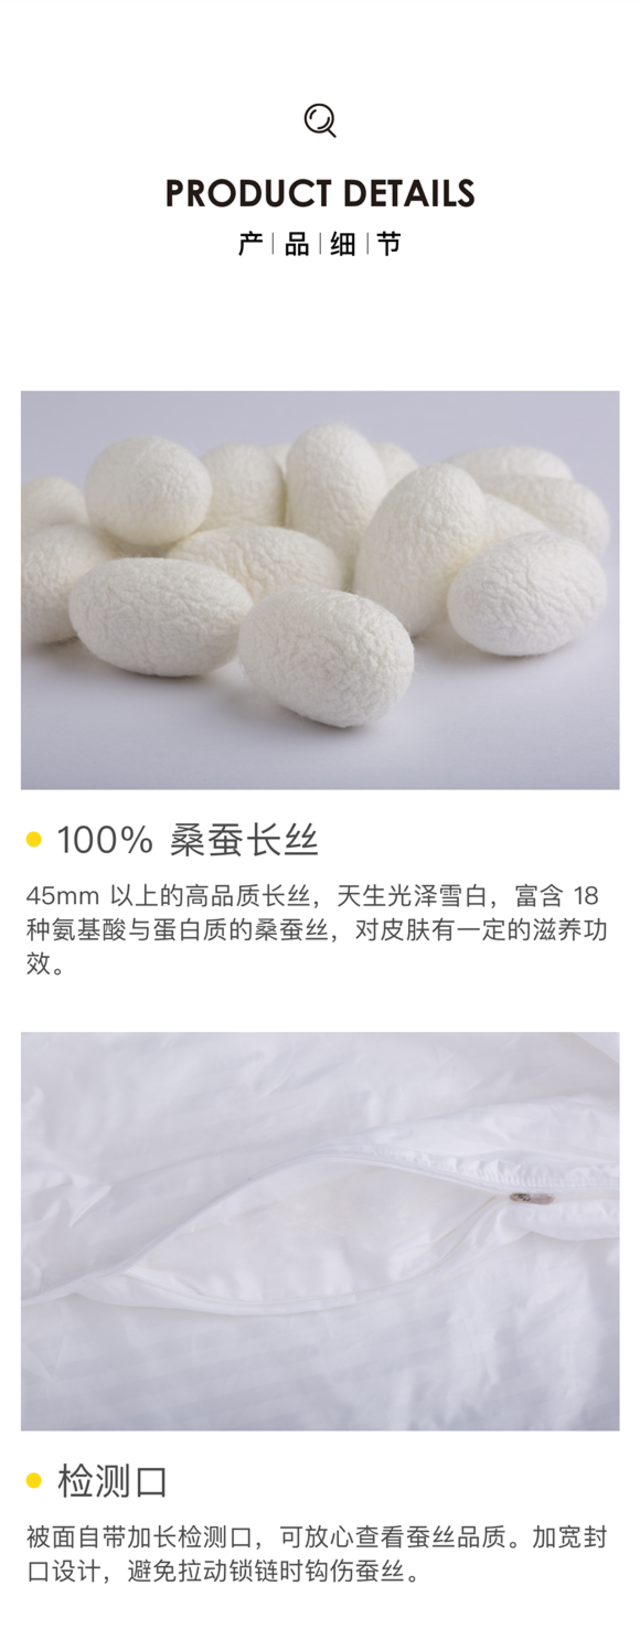 PRODUCT DETAILS
产|品|细|节
100% 桑蚕长丝
45mm 以上的高品质长丝，天生光泽雪白，富含 18
种氨基酸与蛋白质的桑蚕丝，对皮肤有一定的滋养功
效。
检测口
被面自带加长检测口，可放心查看蚕丝品质。加宽封
口设计，避免拉动锁链时钩伤蚕丝。